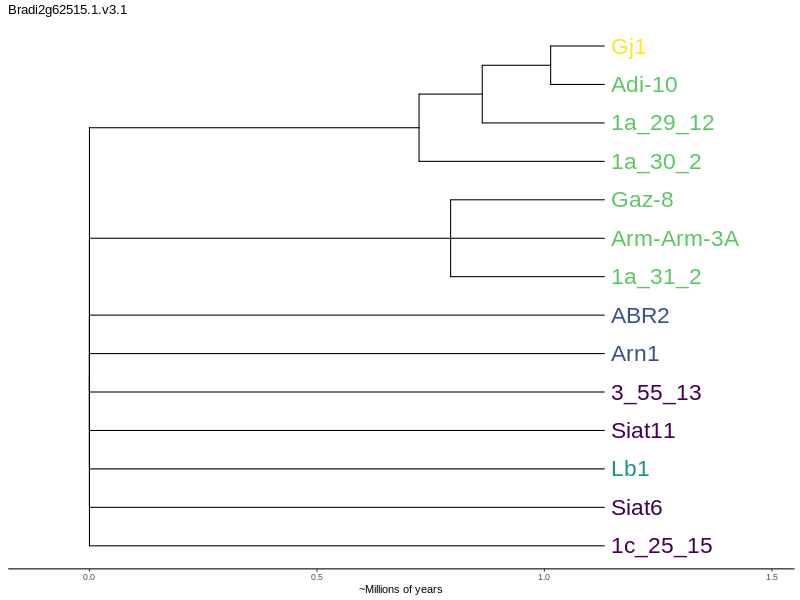 Bradi2g62515.1.v3.1
Gj1
Adi-10
1a_29_12
1a_30_2
Gaz-8
Arm-Arm-3A
1a_31_2
ABR2
Arn1
3_55_13
Siat11
Lb1
Siat6
1c_25_15
0.0 0.5 1.0 1.5
~Millions of years